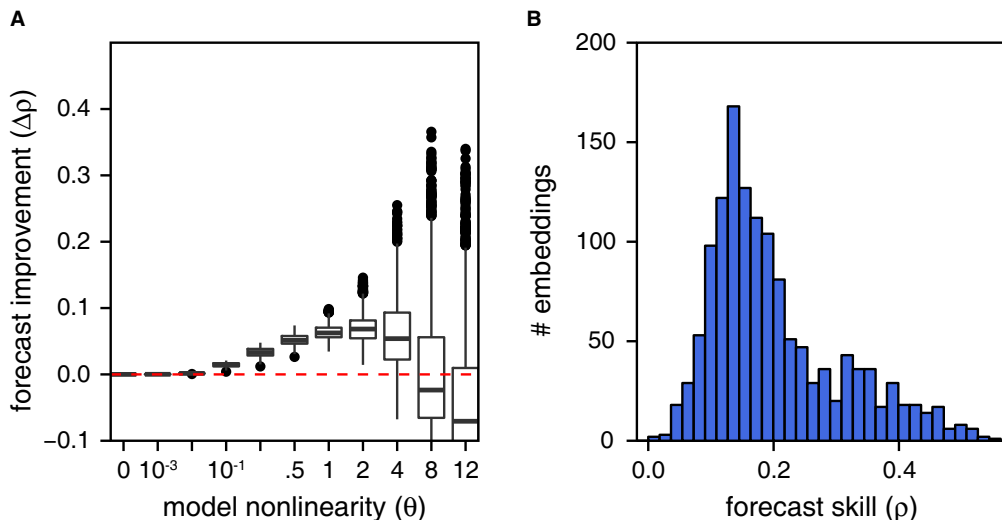 A
forecast improvement (Δρ)
0.4
0.3
0.2
0.1
0.0
−0.1
0 10⁻³ 10⁻¹ .5 1 2 4 8 12
model nonlinearity (θ)
B
# embeddings
200
150
100
50
0
0.0 0.2 0.4
forecast skill (ρ)